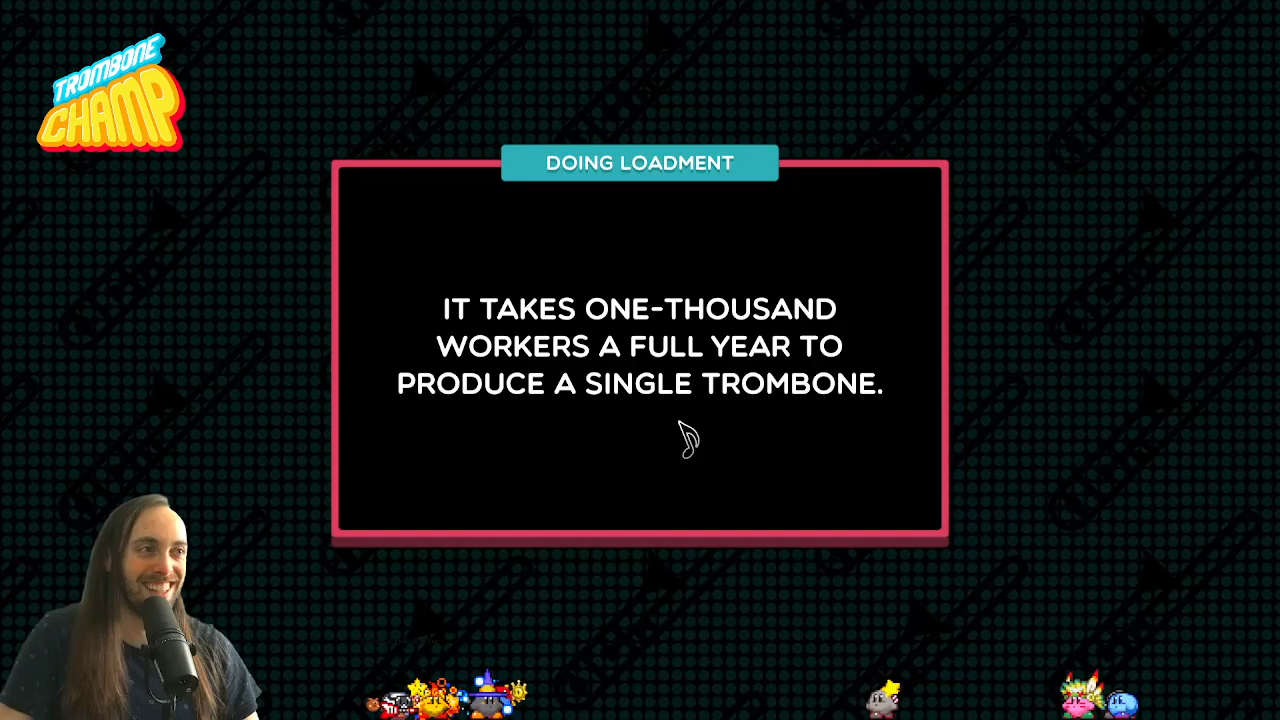 TROMBONE
CHAMP
DOING LOADMENT
IT TAKES ONE-THOUSAND
WORKERS A FULL YEAR TO
PRODUCE A SINGLE TROMBONE.